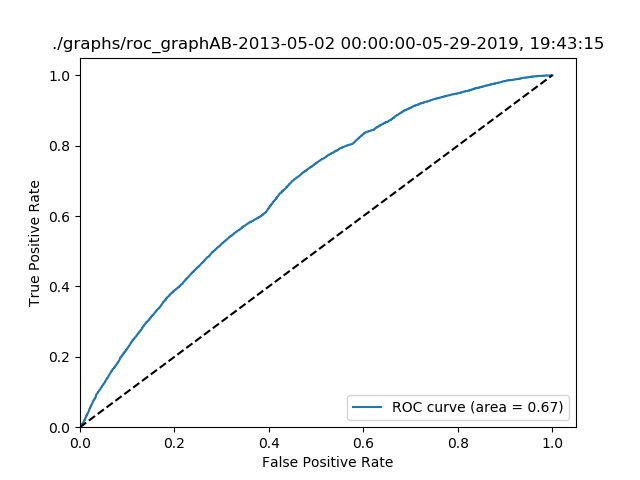 ./graphs/roc_graphAB-2013-05-02 00:00:00-05-29-2019, 19:43:15
1.0
0.8
0.6
0.4
0.2
0.0
True Positive Rate
0.0 0.2 0.4 0.6 0.8 1.0
False Positive Rate
ROC curve (area = 0.67)